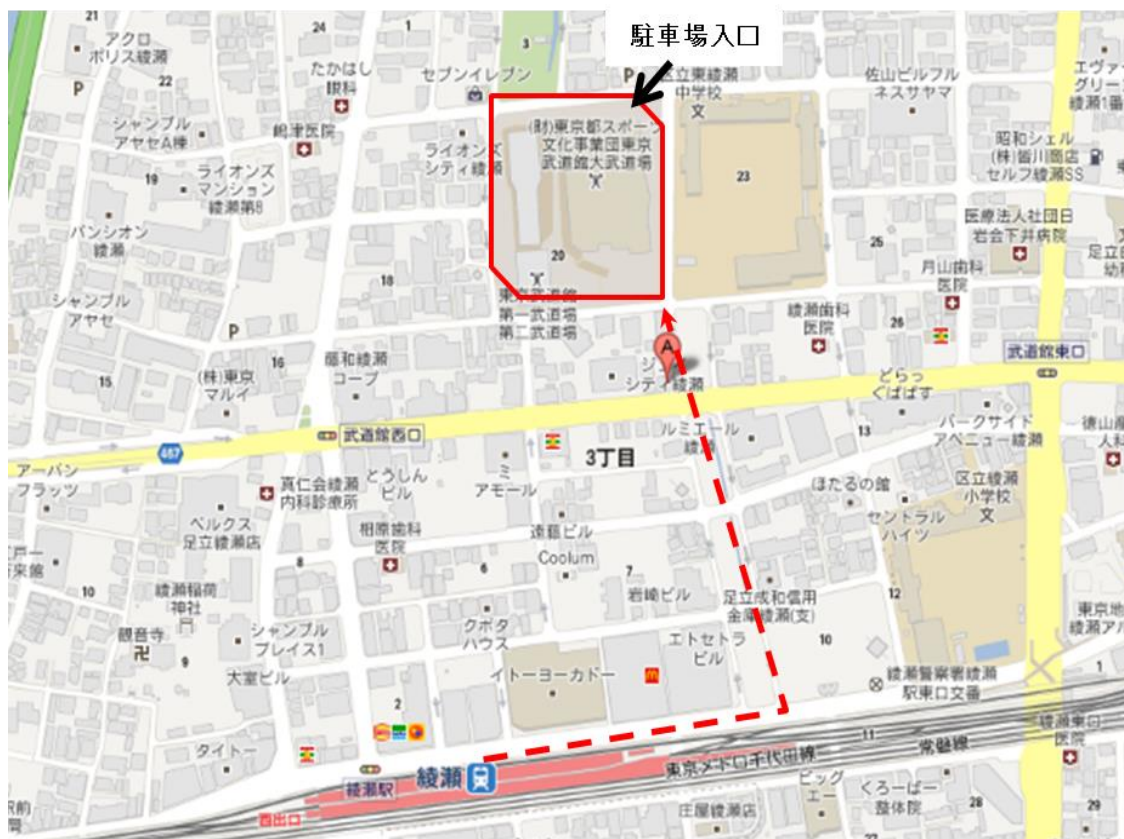 駐車場入口
21
24
1
3
アクロ
ポリス綾瀬
22
P
シャンブル
アヤセA棟
19
ライオンズ
マンション
綾瀬第8
パンシオン
綾瀬
シャンブル
アヤセ
15
たかはし
眼科
嶋津医院
セブンイレブン
ライオンズ
シティ綾瀬
18
P
16
(株)東京
マルイ
藤和綾瀬
コープ
(財)東京都スポーツ
文化事業団東京
武道館大武道場
20
東京武道館
第一武道場
第二武道場
P
区立東綾瀬
中学校
文
23
佐山ビルフル
ネスサヤマ
エヴァー
グリーン
綾瀬1番
昭和シェル
(株)皆川商店
セルフ綾瀬SS
医療法人社団日
岩会下井病院
25
月山歯科
医院
綾瀬歯科
医院
26
武道館東口
A
シティ綾瀬
どらっ
ぐぱぱす
武道館西口
467
アーバン
フラッツ
真仁会綾瀬
内科診療所
とうしん
ビル
ミ
アモール
3丁目
ルミエール
綾瀬
13
パークサイド
アベニュー綾瀬
ほたるの館
区立綾瀬
小学校
文
セントラル
ハイツ
ベルクス
足立綾瀬店
相原歯科
医院
遠藤ビル
Coolum
8
6
7
岩崎ビル
10
綾瀬稲荷
神社
観音寺
卍
9
シャンブル
プレイス1
大室ビル
クボタ
ハウス
足立成和信用
金庫綾瀬(支)
12
10
エトセトラ
ビル
イトーヨーカドー
2
綾瀬警察署綾瀬
駅東口交番
1
タイトー
綾瀬駅
綾瀬
西出口
東京メトロ千代田線
11
常磐線
綾瀬東口
医院
庄屋綾瀬店
ビッグ
エー
くろーばー
整体院
28
29